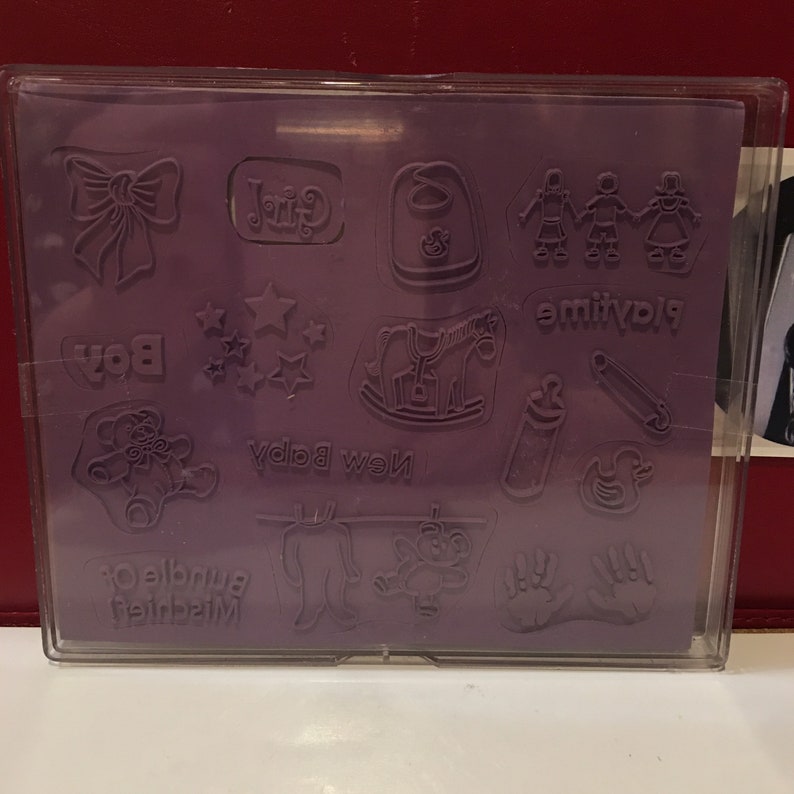 Girl
Playtime
Boy
New Baby
Bundle Of
Mischief!